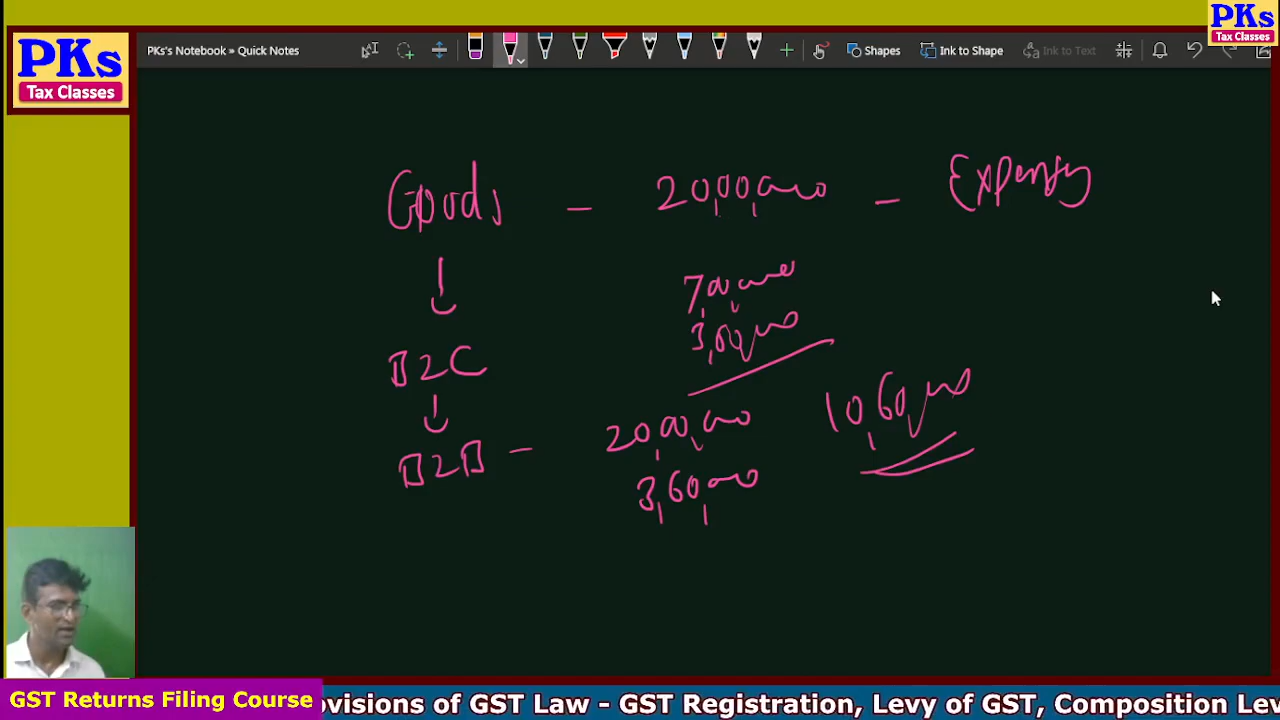 PKs
Tax Classes
PKs's Notebook » Quick Notes
Shapes
Ink to Shape
Ink to Text
PKs
Tax Classes
Goods - 20,00,000 - Expenses
7,00,000
3,60,000
B2C
10,60,000
B2B - 20,00,000
3,60,000
GST Returns Filing Course
ovisions of GST Law - GST Registration, Levy of GST, Composition Lev